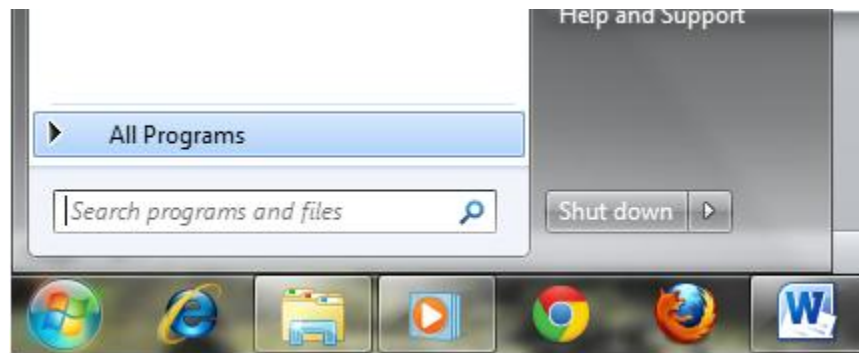 Help and Support
All Programs
Search programs and files
Shut down
W